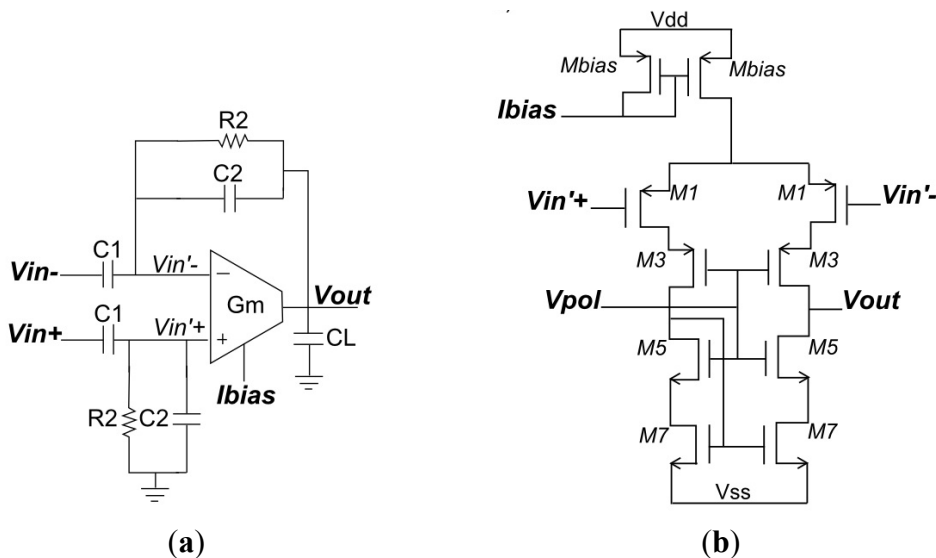 R2
C2
C1
Vin-
Vin'-
Gm
Vout
C1
Vin+
Vin'+
CL
Ibias
R2
C2
(a)
Vdd
Mbias
Mbias
Ibias
M1
M1
Vin'+
Vin'-
M3
M3
Vpol
Vout
M5
M5
M7
M7
Vss
(b)